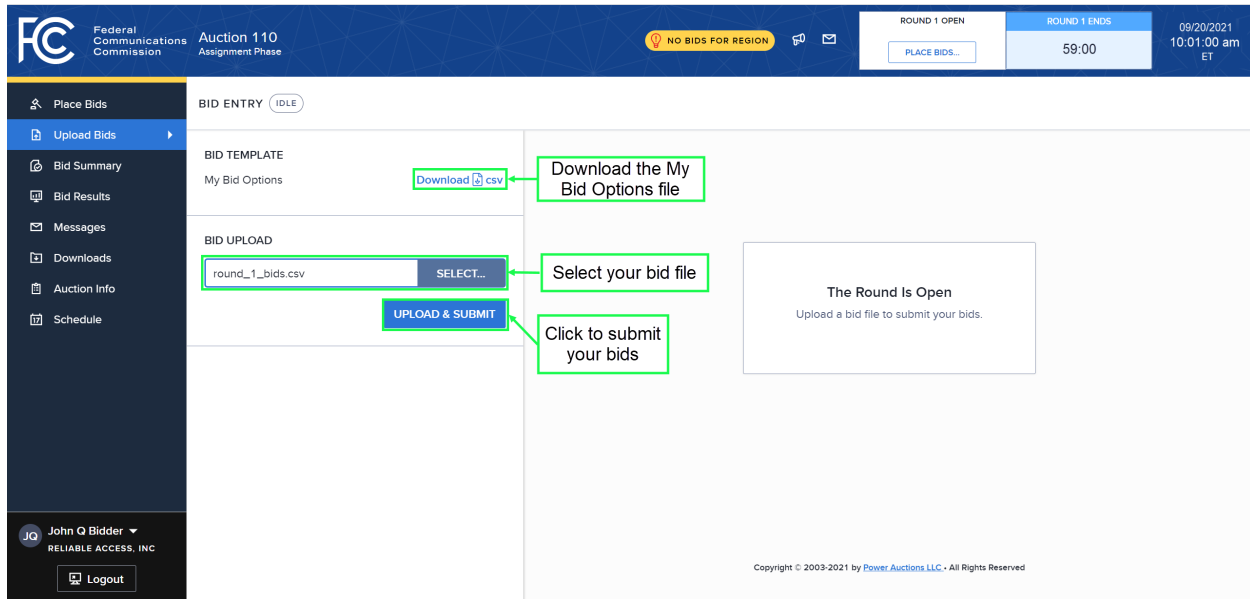 FCC
Federal
Communications
Commission
Auction 110
Assignment Phase
NO BIDS FOR REGION
ROUND 1 OPEN
PLACE BIDS...
ROUND 1 ENDS
59:00
09/20/2021
10:01:00 am
ET
Place Bids
Upload Bids
Bid Summary
Bid Results
Messages
Downloads
Auction Info
17 Schedule
BID ENTRY IDLE
BID TEMPLATE
My Bid Options
Download csv
Download the My
Bid Options file
BID UPLOAD
round_1_bids.csv
SELECT...
Select your bid file
UPLOAD & SUBMIT
Click to submit
your bids
The Round Is Open
Upload a bid file to submit your bids.
JQ
John Q Bidder
RELIABLE ACCESS, INC
Logout
Copyright © 2003-2021 by Power Auctions LLC • All Rights Reserved